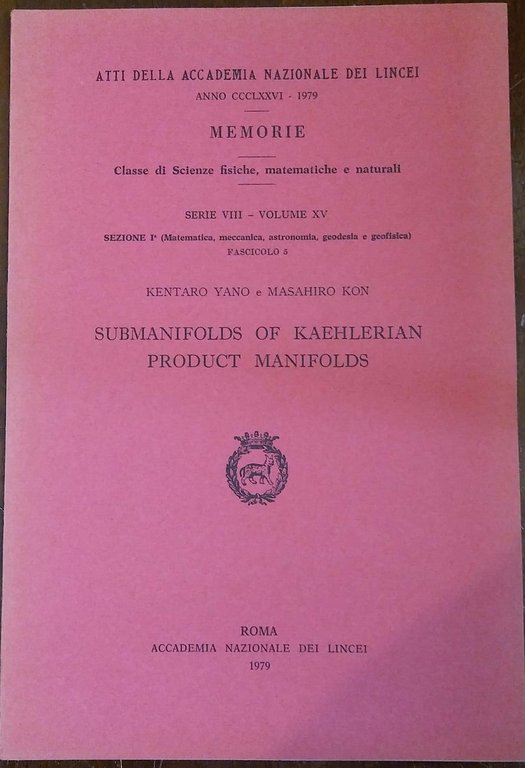 ATTI DELLA ACCADEMIA NAZIONALE DEI LINCEI
ANNO CCCLXXVI - 1979
MEMORIE
Classe di Scienze fisiche, matematiche e naturali
SERIE VIII - VOLUME XV
SEZIONE Iª (Matematica, meccanica, astronomia, geodesia e geofisica)
FASCICOLO 5
KENTARO YANO e MASAHIRO KON
SUBMANIFOLDS OF KAEHLERIAN
PRODUCT MANIFOLDS
ROMA
ACCADEMIA NAZIONALE DEI LINCEI
1979